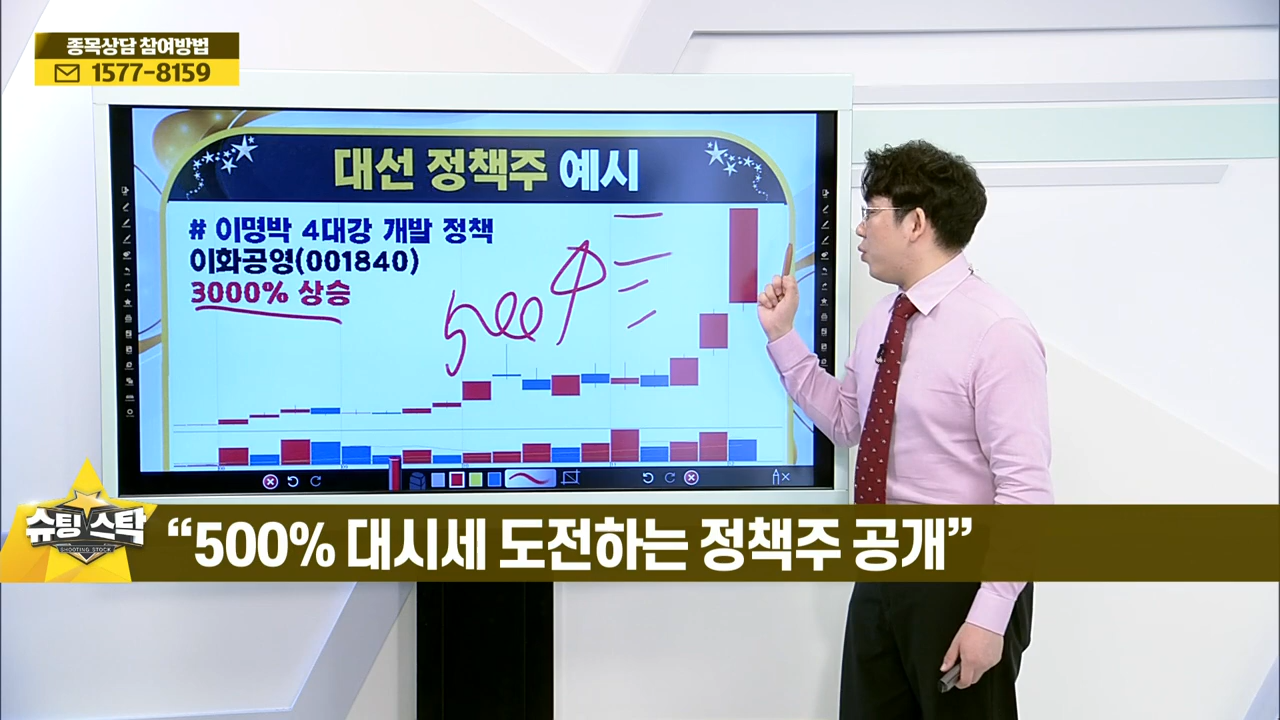 종목상담 참여방법
1577-8159
대선 정책주 예시
# 이명박 4대강 개발 정책
이화공영(001840)
3000% 상승
500
슈팅스탁
SHOOTING STOCK
“500% 대시세 도전하는 정책주 공개”